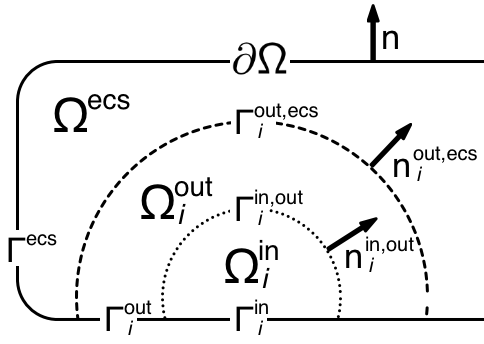 n
∂Ω
Ω^ecs
Γ_i^out,ecs
n_i^out,ecs
Ω_i^out
Γ_i^in,out
Γ^ecs
Ω_i^in
n_i^in,out
Γ_i^out
Γ_i^in